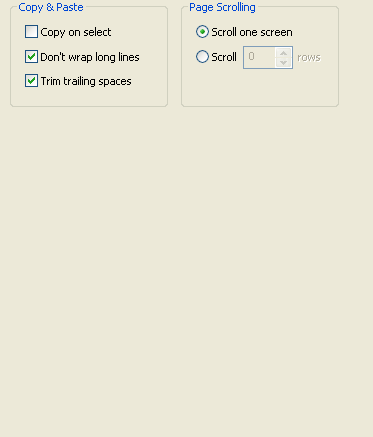 Copy & Paste
Copy on select
Don't wrap long lines
Trim trailing spaces
Page Scrolling
Scroll one screen
Scroll 0 rows